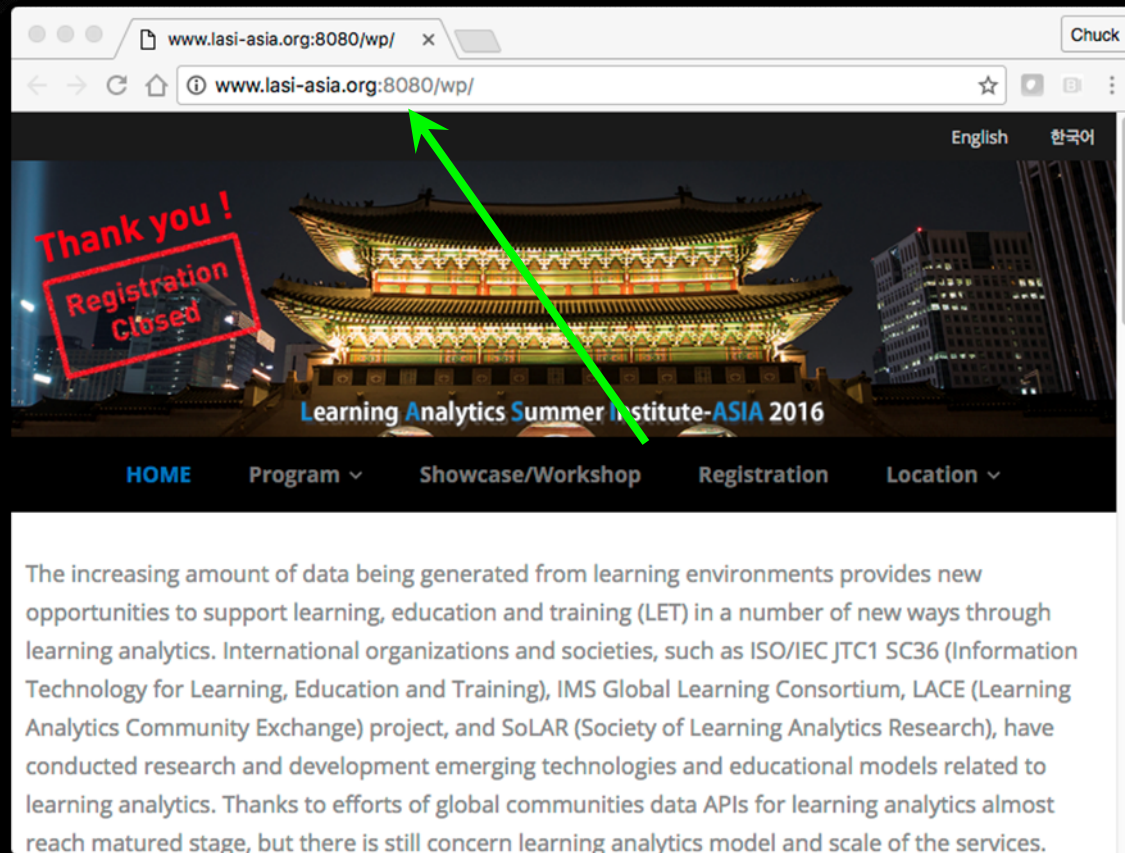 www.lasi-asia.org:8080/wp/
Chuck
www.lasi-asia.org:8080/wp/
English 한국어
Thank you !
Registration
Closed
Learning Analytics Summer Institute-ASIA 2016
HOME Program Showcase/Workshop Registration Location
The increasing amount of data being generated from learning environments provides new
opportunities to support learning, education and training (LET) in a number of new ways through
learning analytics. International organizations and societies, such as ISO/IEC JTC1 SC36 (Information
Technology for Learning, Education and Training), IMS Global Learning Consortium, LACE (Learning
Analytics Community Exchange) project, and SoLAR (Society of Learning Analytics Research), have
conducted research and development emerging technologies and educational models related to
learning analytics. Thanks to efforts of global communities data APIs for learning analytics almost
reach matured stage, but there is still concern learning analytics model and scale of the services.